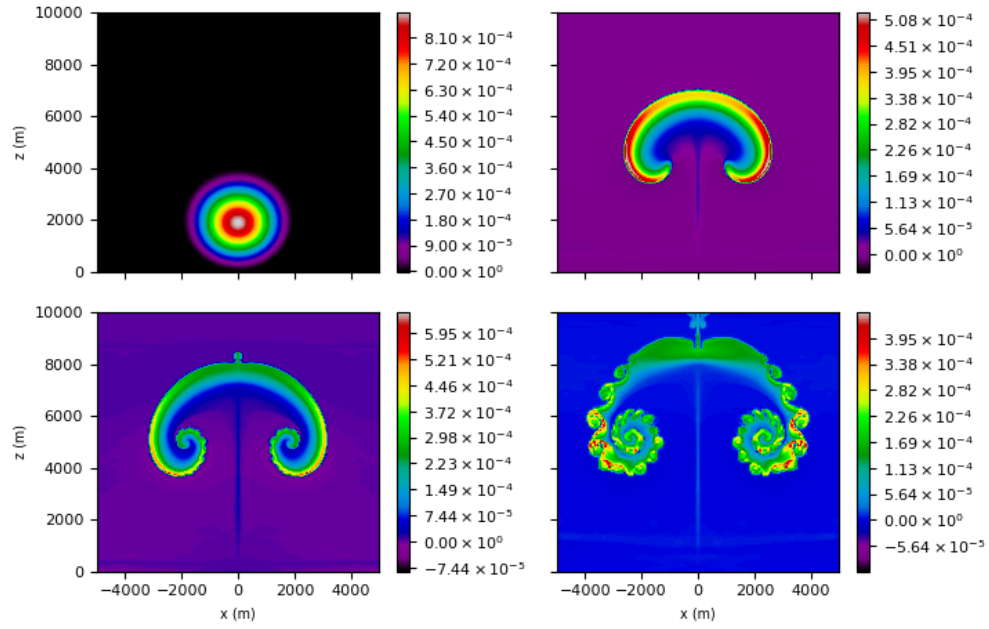 10000
8000
6000
4000
2000
0
z (m)
8.10 × 10⁻⁴
7.20 × 10⁻⁴
6.30 × 10⁻⁴
5.40 × 10⁻⁴
4.50 × 10⁻⁴
3.60 × 10⁻⁴
2.70 × 10⁻⁴
1.80 × 10⁻⁴
9.00 × 10⁻⁵
0.00 × 10⁰
5.08 × 10⁻⁴
4.51 × 10⁻⁴
3.95 × 10⁻⁴
3.38 × 10⁻⁴
2.82 × 10⁻⁴
2.26 × 10⁻⁴
1.69 × 10⁻⁴
1.13 × 10⁻⁴
5.64 × 10⁻⁵
0.00 × 10⁰
10000
8000
6000
4000
2000
0
z (m)
−4000 −2000 0 2000 4000
x (m)
5.95 × 10⁻⁴
5.21 × 10⁻⁴
4.46 × 10⁻⁴
3.72 × 10⁻⁴
2.98 × 10⁻⁴
2.23 × 10⁻⁴
1.49 × 10⁻⁴
7.44 × 10⁻⁵
0.00 × 10⁰
−7.44 × 10⁻⁵
−4000 −2000 0 2000 4000
x (m)
3.95 × 10⁻⁴
3.38 × 10⁻⁴
2.82 × 10⁻⁴
2.26 × 10⁻⁴
1.69 × 10⁻⁴
1.13 × 10⁻⁴
5.64 × 10⁻⁵
0.00 × 10⁰
−5.64 × 10⁻⁵